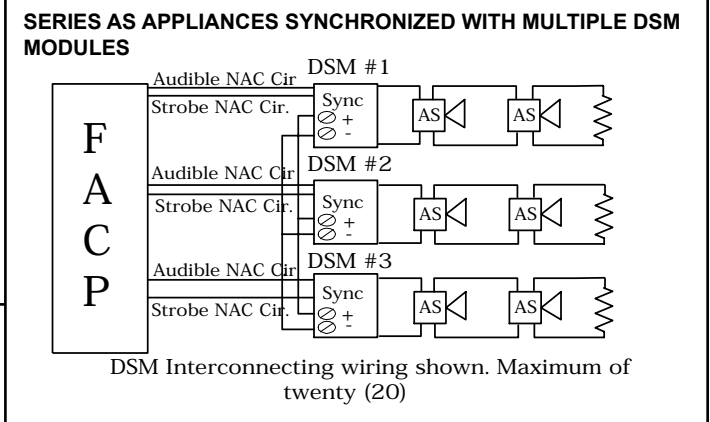 SERIES AS APPLIANCES SYNCHRONIZED WITH MULTIPLE DSM
MODULES
F
A
C
P
Audible NAC Cir
Strobe NAC Cir.
DSM #1
Sync
+
-
AS
AS
Audible NAC Cir
Strobe NAC Cir.
DSM #2
Sync
+
-
AS
AS
Audible NAC Cir
Strobe NAC Cir.
DSM #3
Sync
+
-
AS
AS
DSM Interconnecting wiring shown. Maximum of
twenty (20)